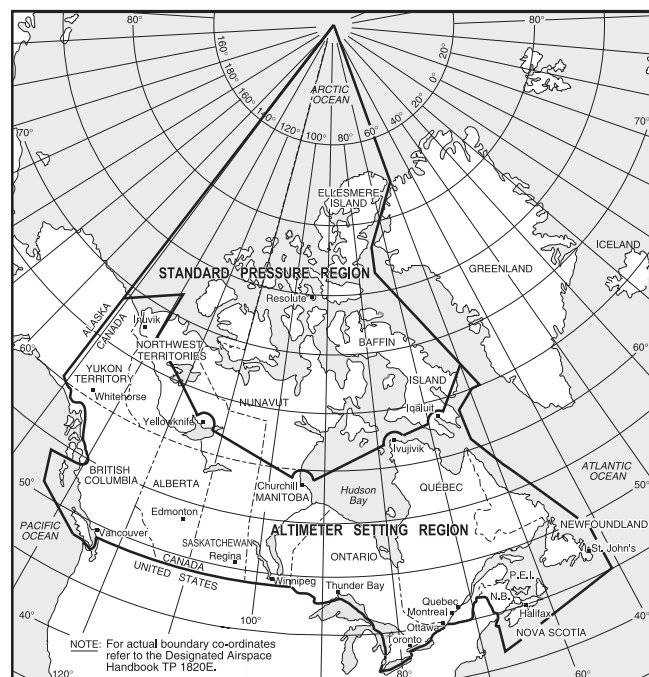 80°
80°
160°
180°
160°
140°
120°
100°
80°
60°
40°
20°
0°
20°
ARCTIC
OCEAN
70°
70°
ELLESMERE
ISLAND
ICELAND
GREENLAND
STANDARD PRESSURE REGION
Resolute
ALASKA
CANADA
Inuvik
NORTHWEST
TERRITORIES
BAFFIN
ISLAND
60°
60°
YUKON
TERRITORY
Whitehorse
NUNAVUT
Yellowknife
Iqaluit
Ivujivik
BRITISH
COLUMBIA
ALBERTA
Churchill
MANITOBA
Hudson
Bay
QUÉBEC
ATLANTIC
OCEAN
50°
50°
PACIFIC
OCEAN
Edmonton
Vancouver
ALTIMETER SETTING REGION
NEWFOUNDLAND
St. John's
SASKATCHEWAN
Regina
ONTARIO
CANADA
UNITED STATES
Winnipeg
Thunder Bay
P.E.I.
N.B.
Quebec
Montreal
Ottawa
Toronto
Halifax
NOVA SCOTIA
40°
40°
100°
120°
80°
60°
NOTE: For actual boundary co-ordinates
refer to the Designated Airspace
Handbook TP 1820E.